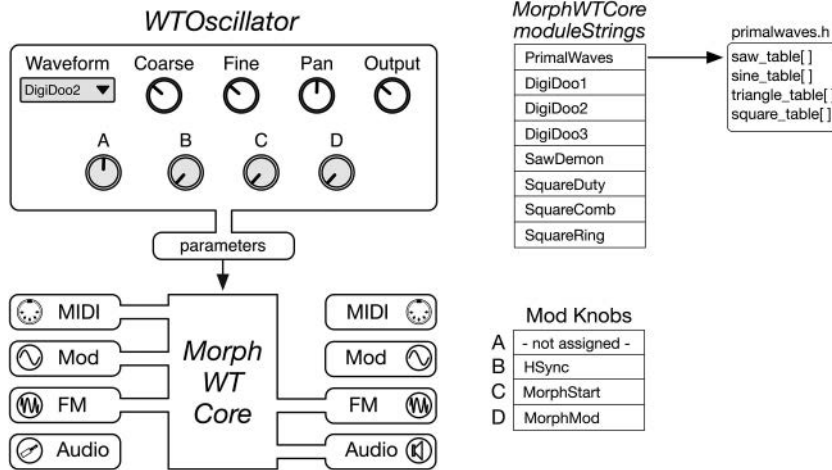 WTOscillator
Waveform
Coarse
Fine
Pan
Output
DigiDoo2
A
B
C
D
parameters
MIDI
Mod
FM
Audio
Morph
WT
Core
MIDI
Mod
FM
Audio
MorphWTCore
moduleStrings
PrimalWaves
DigiDoo1
DigiDoo2
DigiDoo3
SawDemon
SquareDuty
SquareComb
SquareRing
primalwaves.h
saw_table[ ]
sine_table[ ]
triangle_table[ ]
square_table[ ]
Mod Knobs
A - not assigned -
B HSync
C MorphStart
D MorphMod